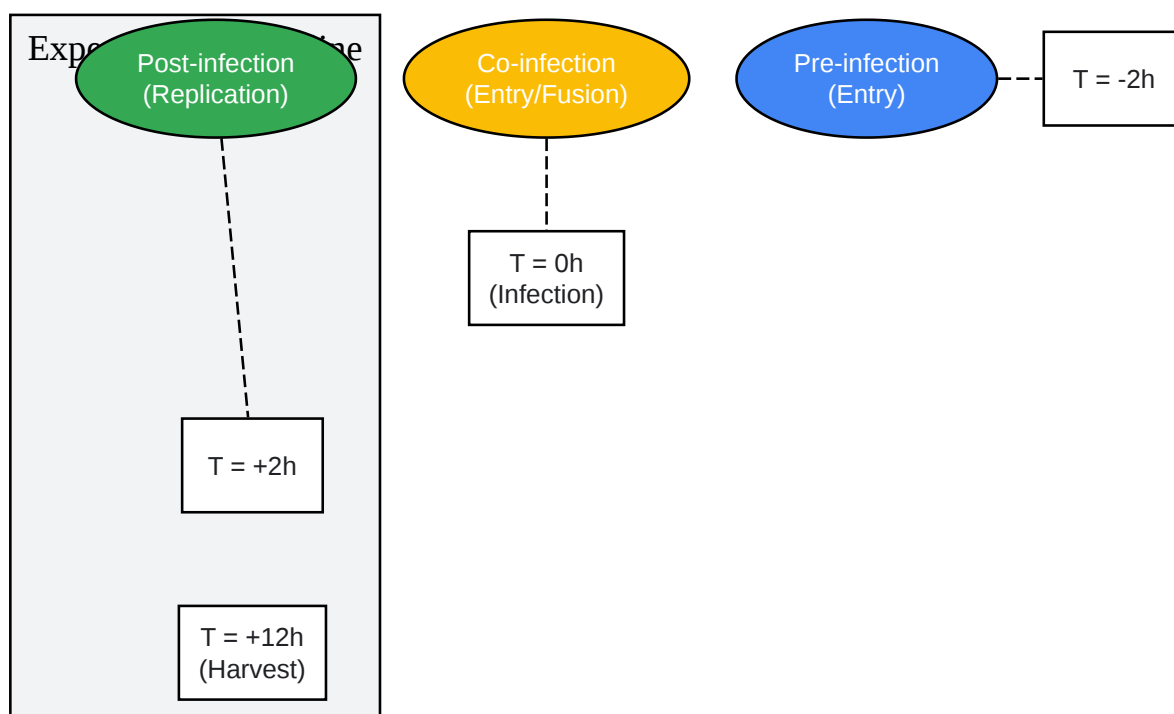 Post-infection
(Replication)
Co-infection
(Entry/Fusion)
Pre-infection
(Entry)
T = -2h
T = 0h
(Infection)
T = +2h
T = +12h
(Harvest)